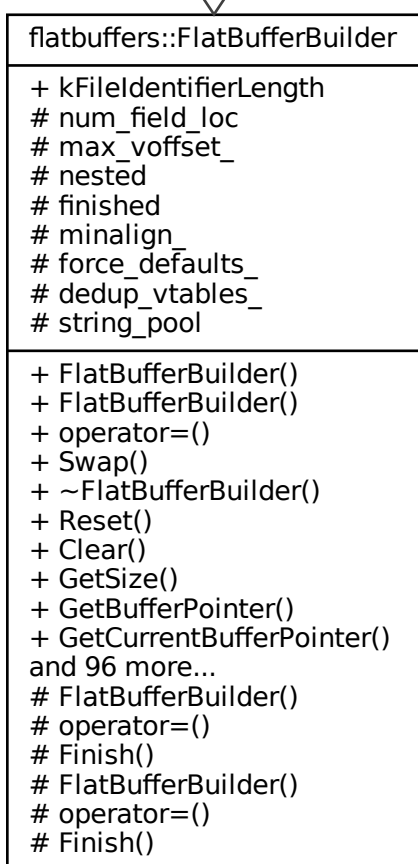 flatbuffers::FlatBufferBuilder
+ kFileIdentifierLength
# num_field_loc
# max_voffset_
# nested
# finished
# minalign_
# force_defaults_
# dedup_vtables_
# string_pool
+ FlatBufferBuilder()
+ FlatBufferBuilder()
+ operator=()
+ Swap()
+ ~FlatBufferBuilder()
+ Reset()
+ Clear()
+ GetSize()
+ GetBufferPointer()
+ GetCurrentBufferPointer()
and 96 more...
# FlatBufferBuilder()
# operator=()
# Finish()
# FlatBufferBuilder()
# operator=()
# Finish()